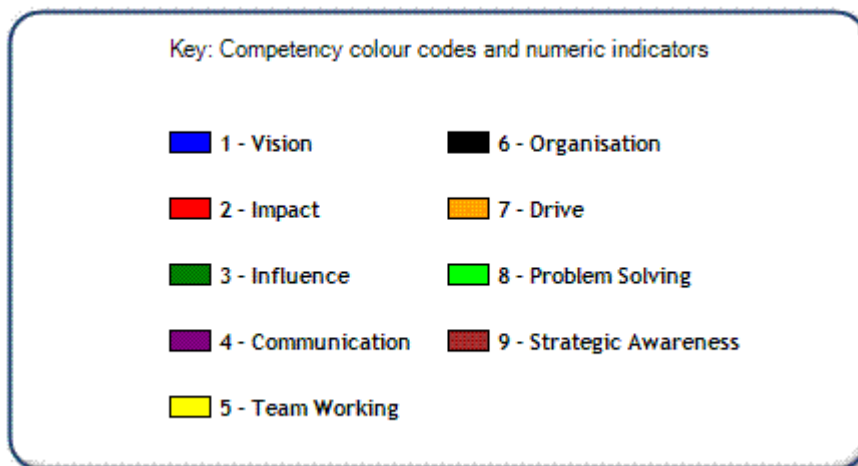 Key: Competency colour codes and numeric indicators
1 - Vision
6 - Organisation
2 - Impact
7 - Drive
3 - Influence
8 - Problem Solving
4 - Communication
9 - Strategic Awareness
5 - Team Working